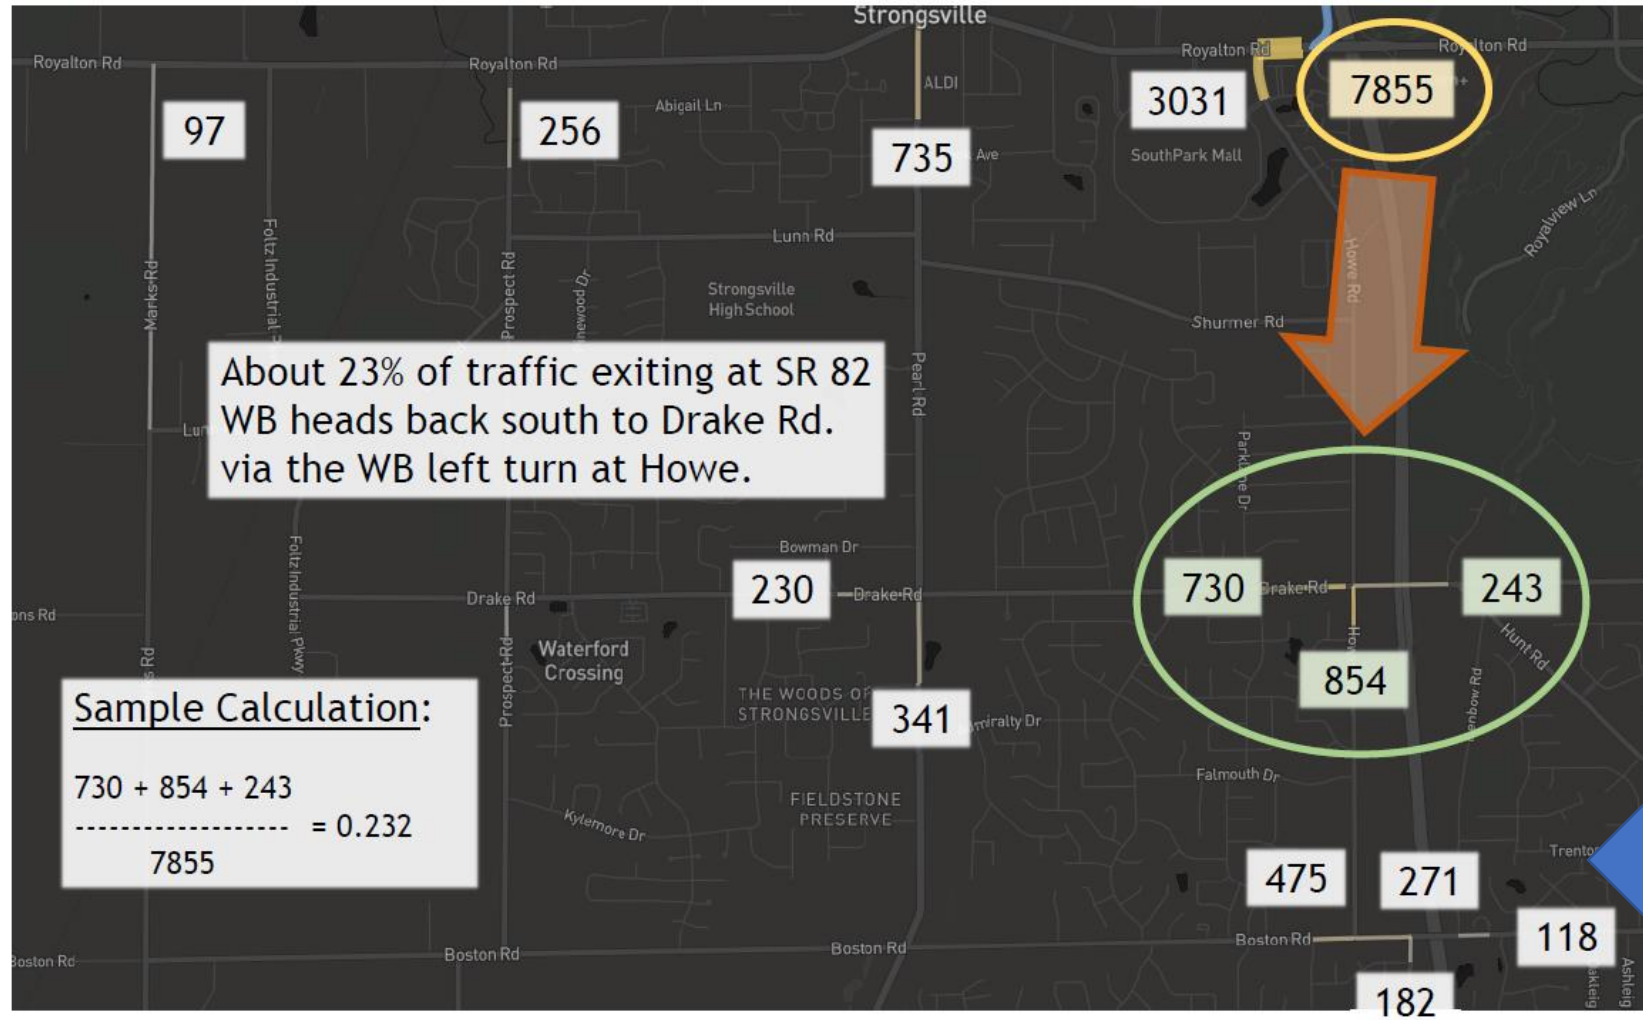 Strongsville
Royalton Rd
Royalton Rd
Royalton Rd
Royalton Rd
7855
ALDI
3031
97
256
Abigail Ln
735
Ave
SouthPark Mall
Royalview Ln
Lunn Rd
Howe Rd
Foltz Industrial
Marks Rd
Prospect Rd
Strongsville
High School
Shurmer Rd
Pearl Rd
About 23% of traffic exiting at SR 82
WB heads back south to Drake Rd.
via the WB left turn at Howe.
Foltz Industrial Pkwy
Bowman Dr
Drake Rd
230
Drake Rd
730
Drake Rd
243
Hunt Rd
Waterford
Crossing
Prospect Rd
854
THE WOODS OF
STRONGSVILLE
341
Sample Calculation:
730 + 854 + 243
------------------- = 0.232
7855
Falmouth Dr
FIELDSTONE
PRESERVE
Kylemore Dr
475
271
Boston Rd
Boston Rd
Boston Rd
Boston Rd
118
182